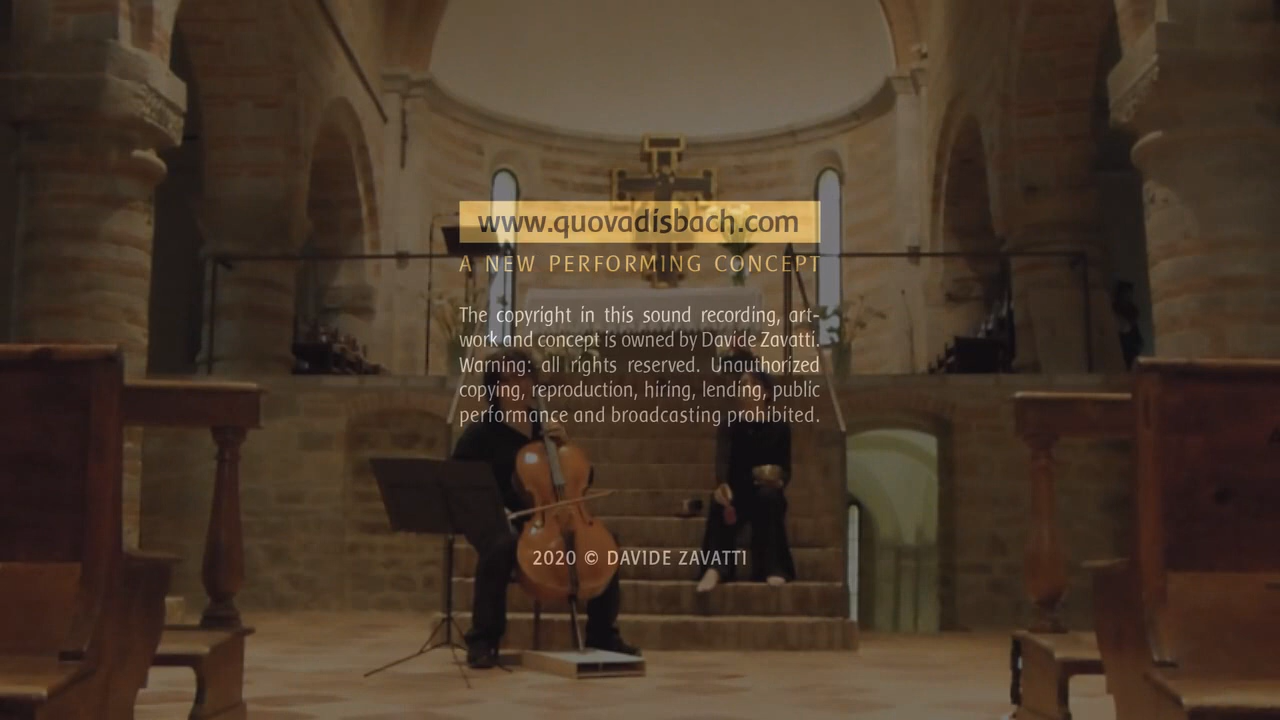 www.quovadisbach.com
A NEW PERFORMING CONCEPT
The copyright in this sound recording, art-
work and concept is owned by Davide Zavatti.
Warning: all rights reserved. Unauthorized
copying, reproduction, hiring, lending, public
performance and broadcasting prohibited.
2020 © DAVIDE ZAVATTI